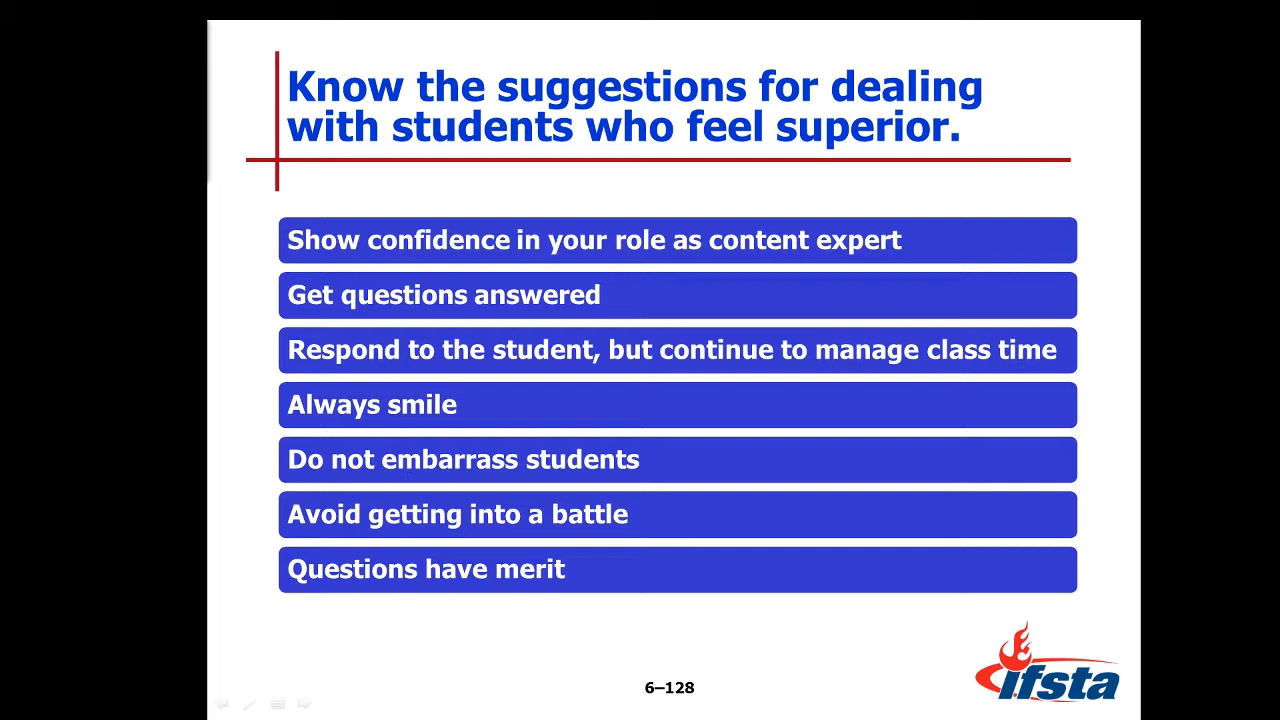 Know the suggestions for dealing
with students who feel superior.
Show confidence in your role as content expert
Get questions answered
Respond to the student, but continue to manage class time
Always smile
Do not embarrass students
Avoid getting into a battle
Questions have merit
6–128
ifsta